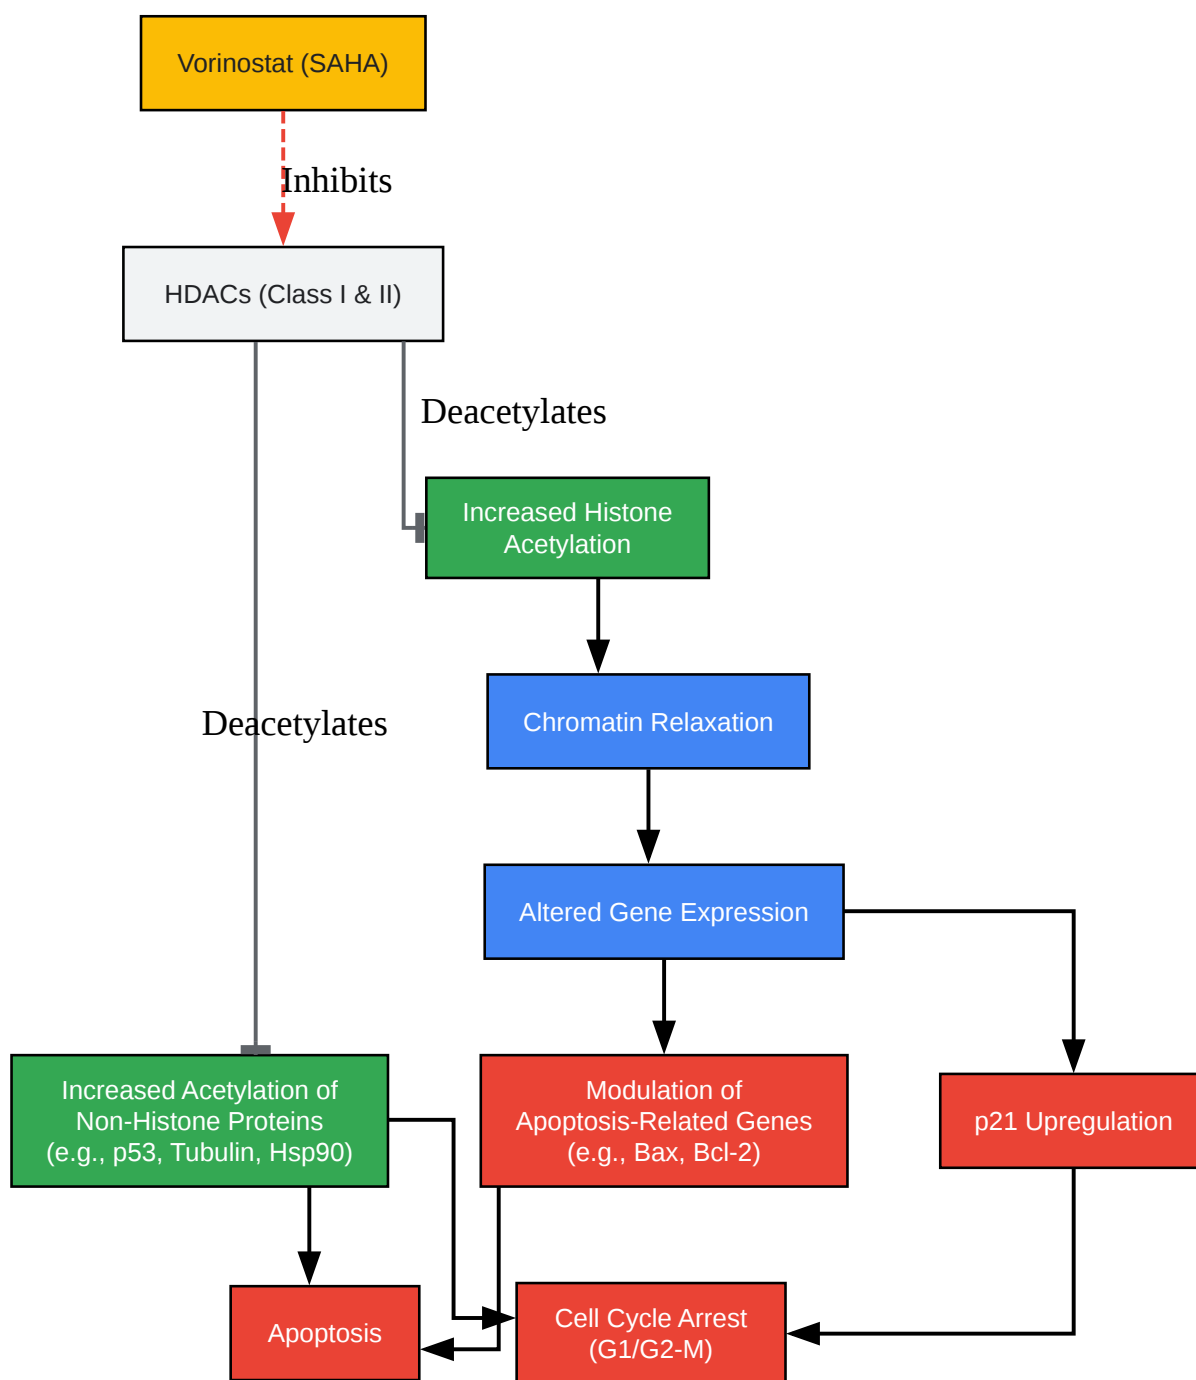 Vorinostat (SAHA)
Inhibits
HDACs (Class I & II)
Deacetylates
Increased Histone
Acetylation
Chromatin Relaxation
Deacetylates
Altered Gene Expression
Increased Acetylation of
Non-Histone Proteins
(e.g., p53, Tubulin, Hsp90)
Modulation of
Apoptosis-Related Genes
(e.g., Bax, Bcl-2)
p21 Upregulation
Apoptosis
Cell Cycle Arrest
(G1/G2-M)